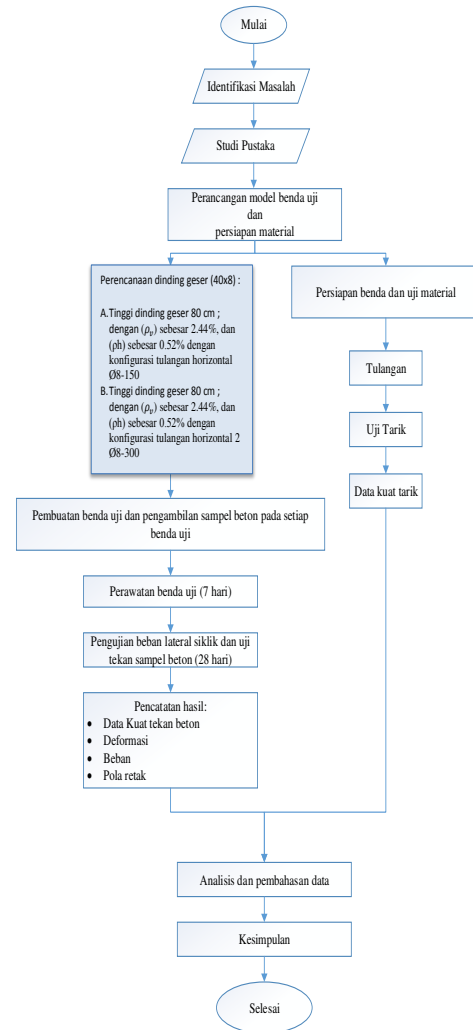 Mulai
Identifikasi Masalah
Studi Pustaka
Perancangan model benda uji
dan
persiapan material
Perencanaan dinding geser (40x8) :
A.Tinggi dinding geser 80 cm ;
dengan (ρᵥ) sebesar 2.44%, dan
(ρh) sebesar 0.52% dengan
konfigurasi tulangan horizontal
Ø8-150
B.Tinggi dinding geser 80 cm ;
dengan (ρᵥ) sebesar 2.44%, dan
(ρh) sebesar 0.52% dengan
konfigurasi tulangan horizontal 2
Ø8-300
Persiapan benda dan uji material
Tulangan
Uji Tarik
Data kuat tarik
Pembuatan benda uji dan pengambilan sampel beton pada setiap
benda uji
Perawatan benda uji (7 hari)
Pengujian beban lateral siklik dan uji
tekan sampel beton (28 hari)
Pencatatan hasil:
• Data Kuat tekan beton
• Deformasi
• Beban
• Pola retak
Analisis dan pembahasan data
Kesimpulan
Selesai